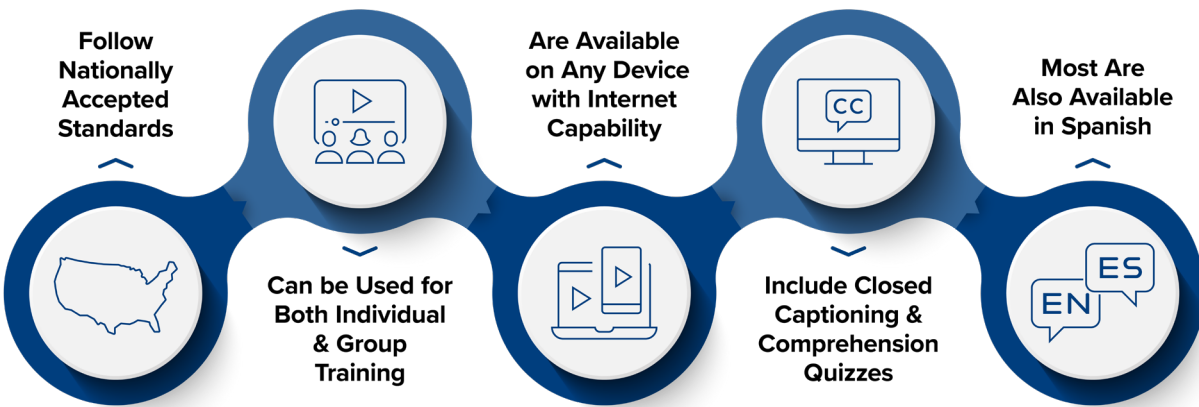 Follow
Nationally
Accepted
Standards
Can be Used for
Both Individual
& Group
Training
Are Available
on Any Device
with Internet
Capability
CC
Include Closed
Captioning &
Comprehension
Quizzes
Most Are
Also Available
in Spanish
ES
EN